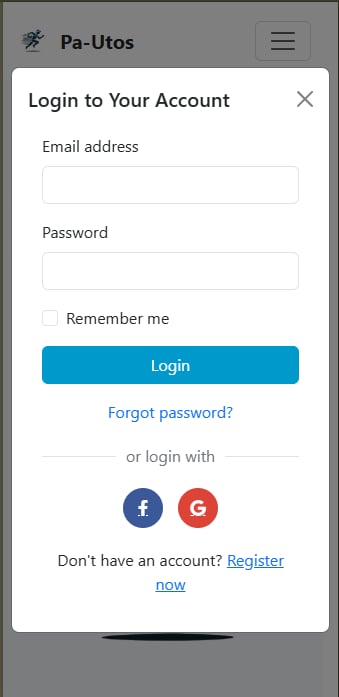 Pa-Utos
Login to Your Account
Email address
Password
Remember me
Login
Forgot password?
or login with
Don't have an account? Register
now